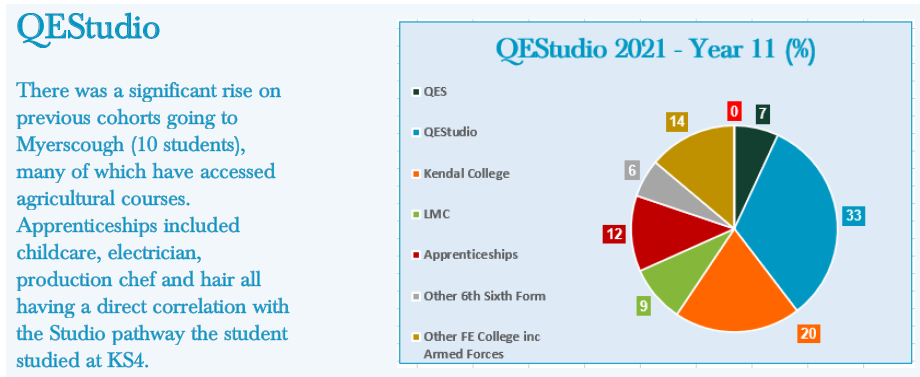 QEStudio
There was a significant rise on
previous cohorts going to
Myerscough (10 students),
many of which have accessed
agricultural courses.
Apprenticeships included
childcare, electrician,
production chef and hair all
having a direct correlation with
the Studio pathway the student
studied at KS4.
QEStudio 2021 - Year 11 (%)
QES
QEStudio
Kendal College
LMC
Apprenticeships
Other 6th Sixth Form
Other FE College inc
Armed Forces
0
7
33
20
9
12
6
14